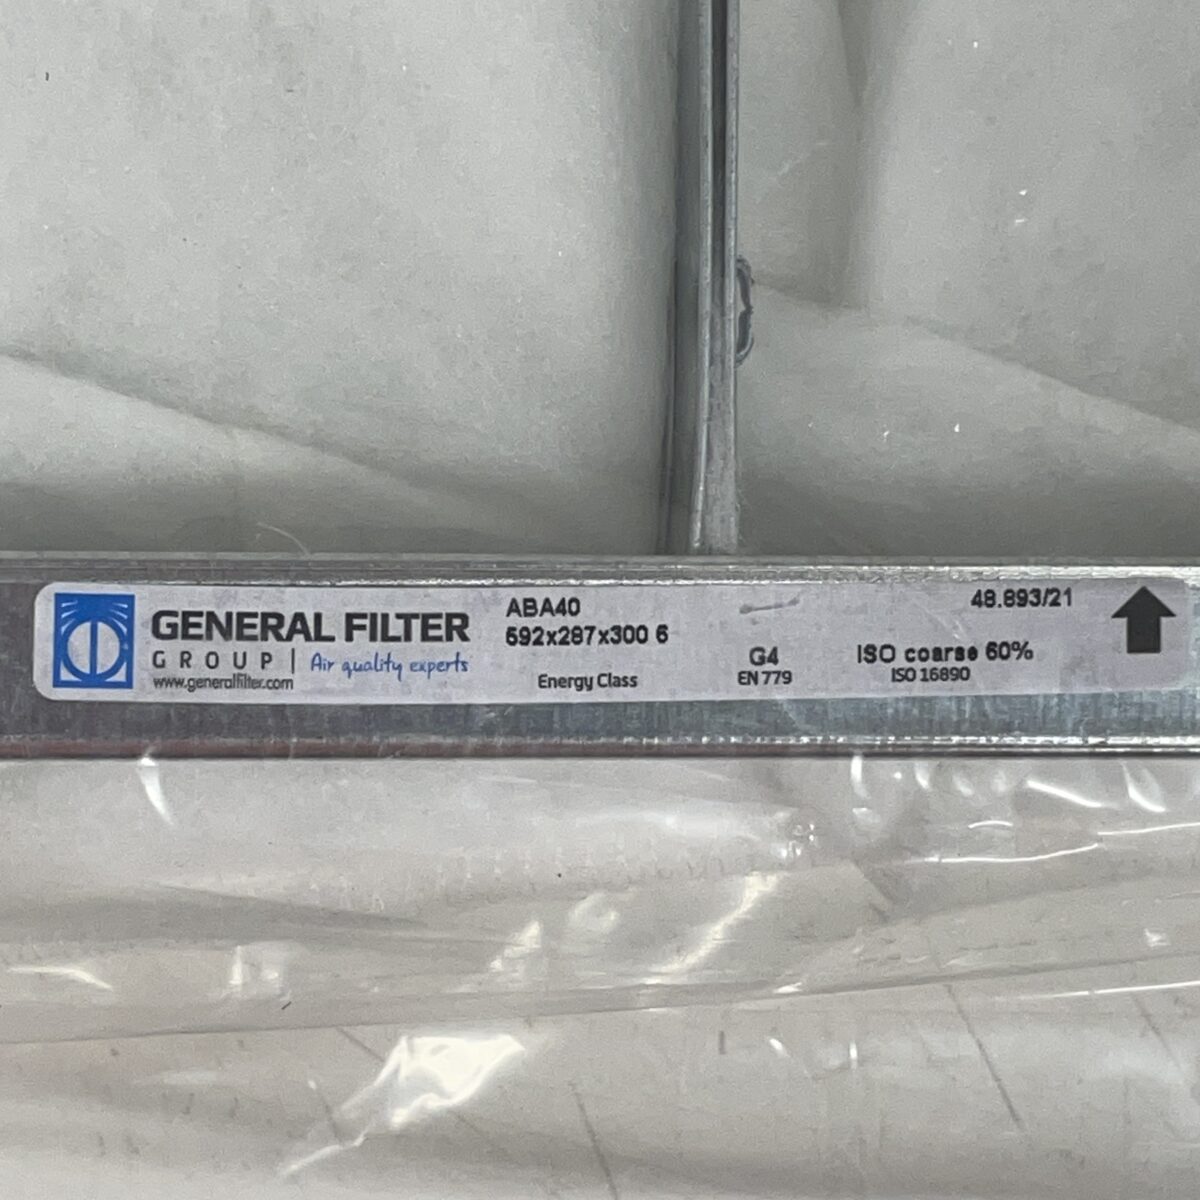 GENERAL FILTER
GROUP | Air quality experts
www.generalfilter.com
ABA40
592x287x300 6
Energy Class
G4
EN 779
48.893/21
ISO coarse 60%
ISO 16890